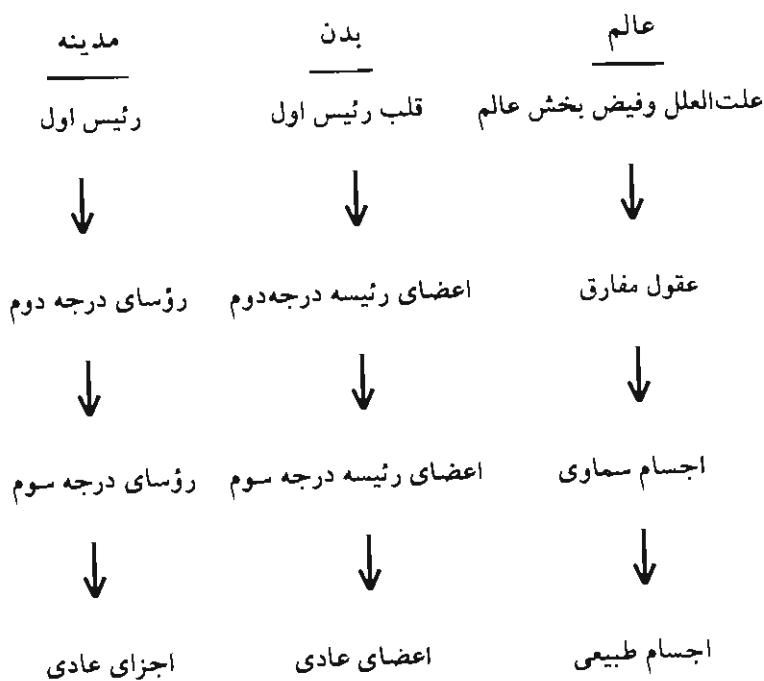 عالم بدن مدینه
علت‌العلل وفیض بخش عالم قلب رئیس اول رئیس اول
عقول مفارق اعضای رئیسه درجه‌دوم رؤسای درجه دوم
اجسام سماوی اعضای رئیسه درجه سوم رؤسای درجه سوم
اجسام طبیعی اعضای عادی اجزای عادی